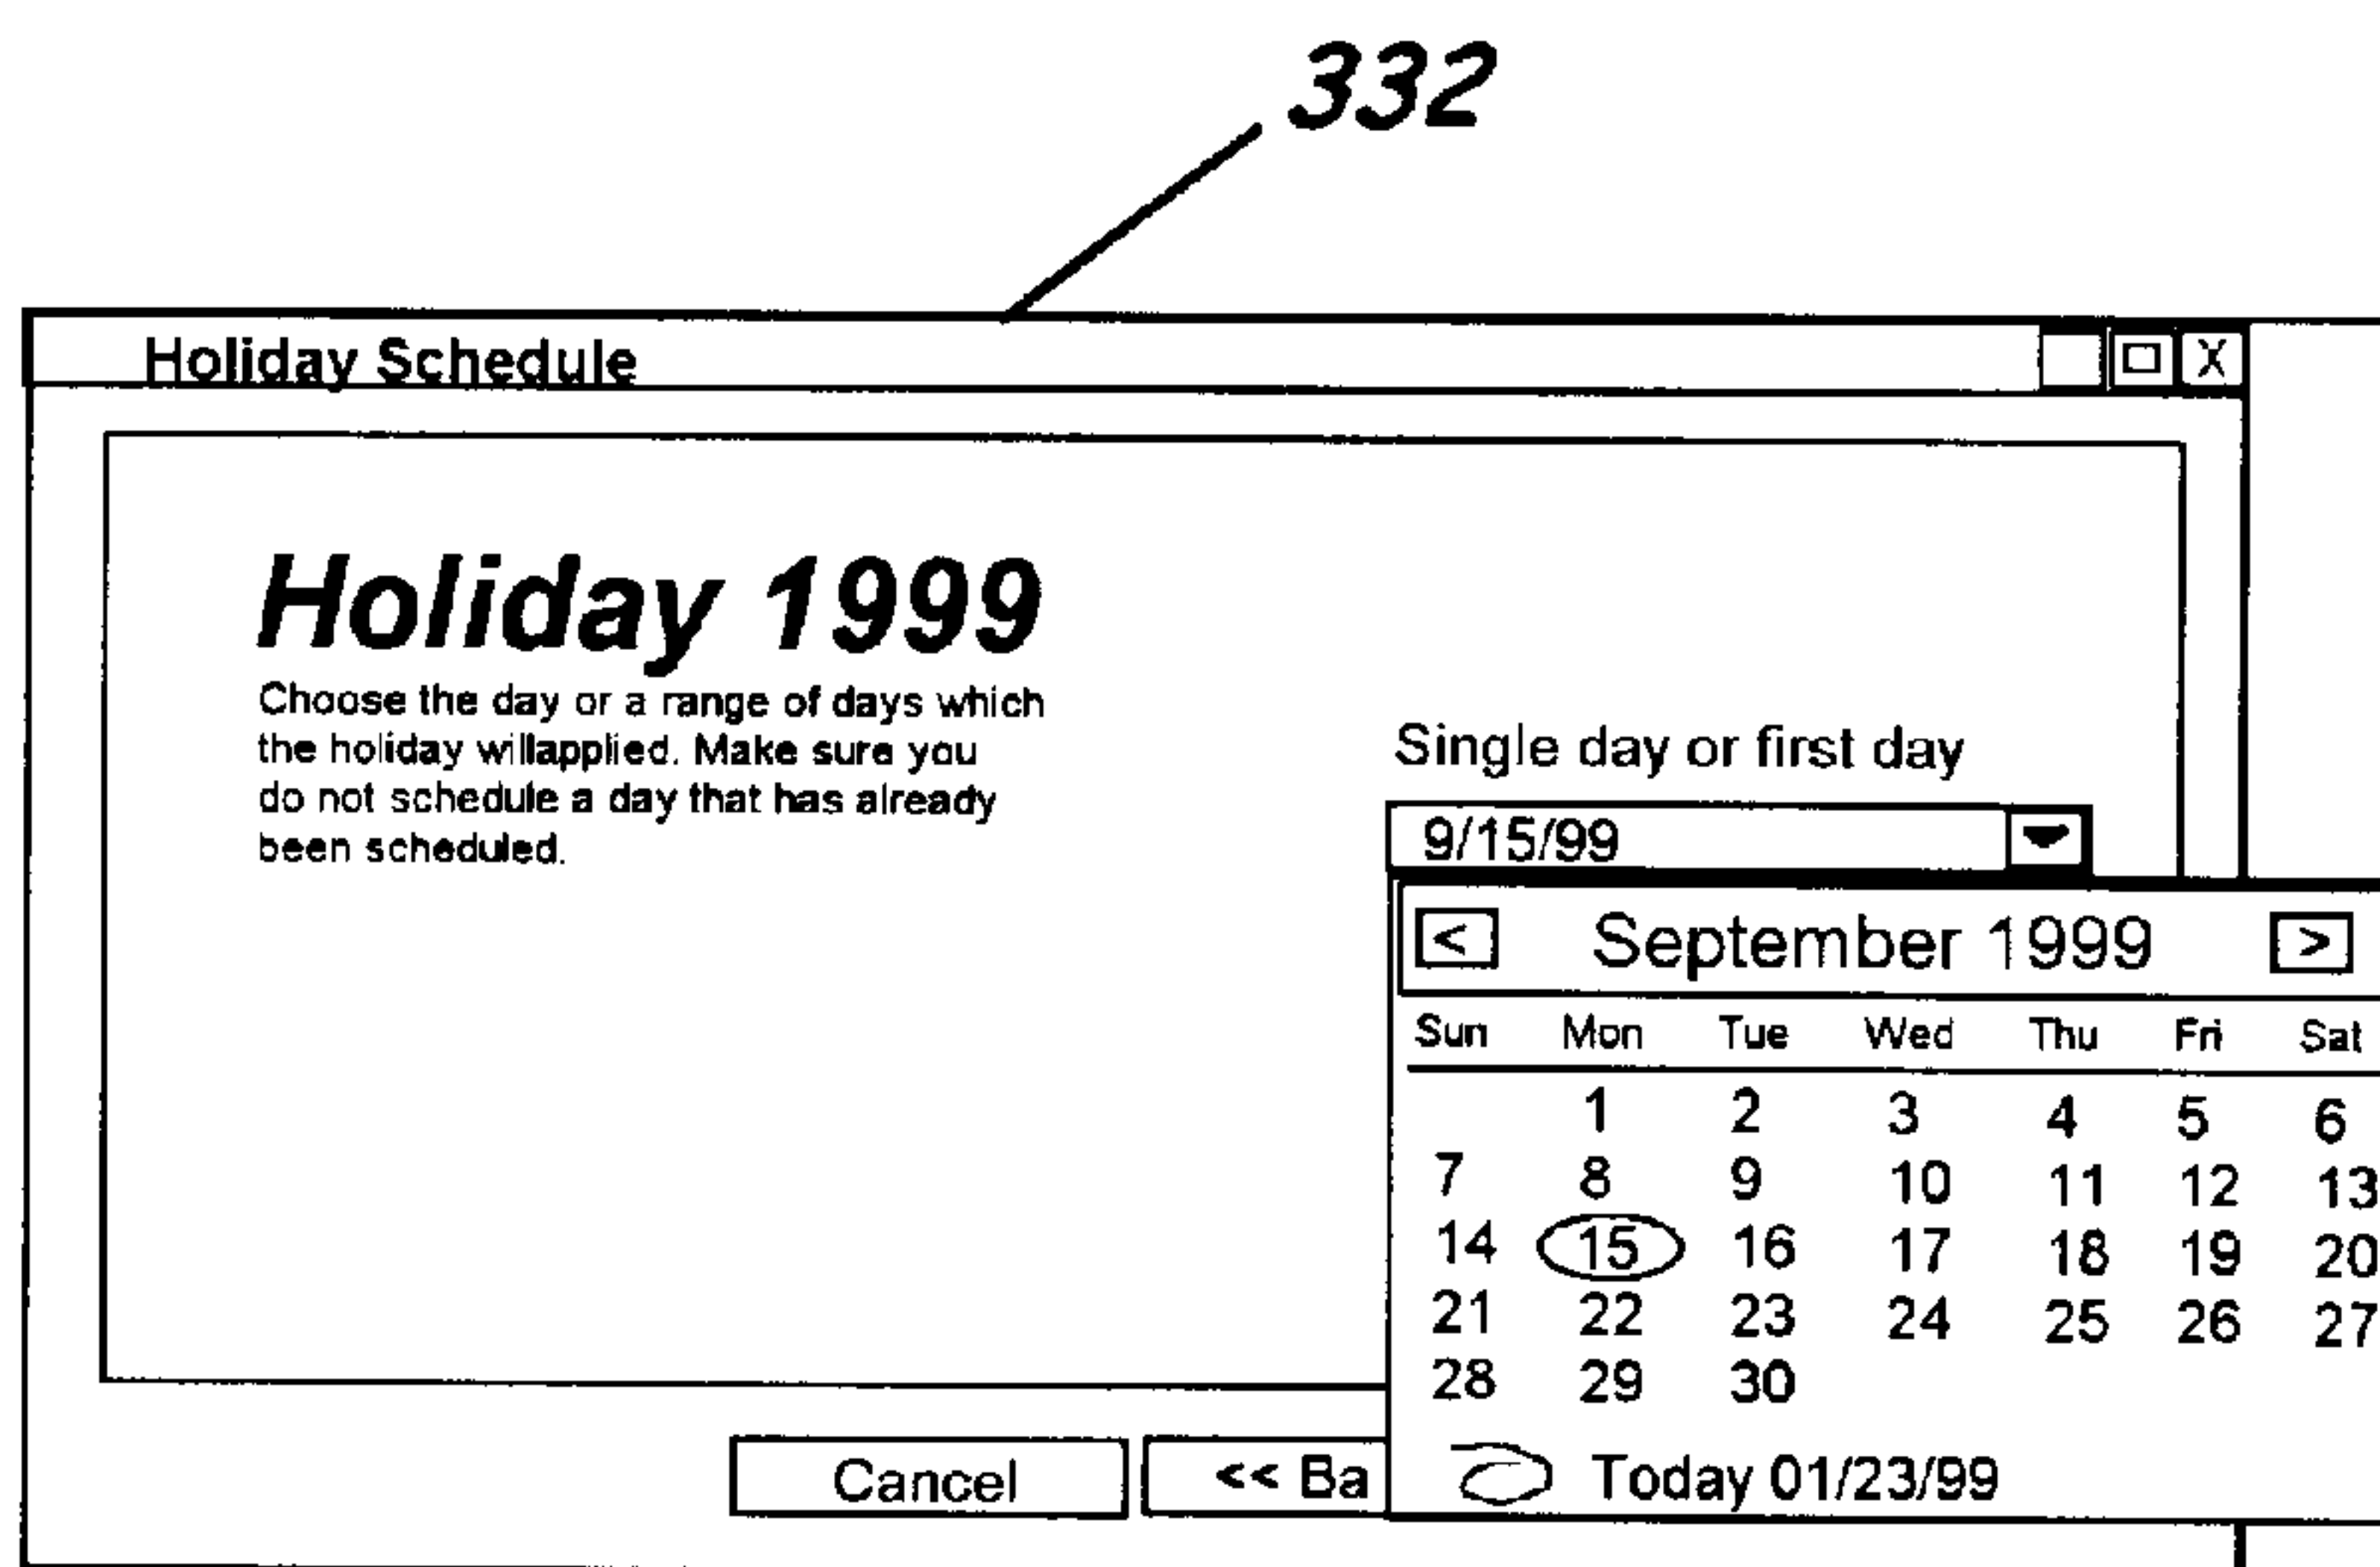 332
Holiday Schedule
X
Holiday 1999
Choose the day or a range of days which
the holiday willapplied. Make sure you
do not schedule a day that has already
been scheduled.
Single day or first day
9/15/99
< September 1999 >
Sun Mon Tue Wed Thu Fri Sat
1 2 3 4 5 6
7 8 9 10 11 12 13
14 15 16 17 18 19 20
21 22 23 24 25 26 27
28 29 30
Today 01/23/99
Cancel
<< Ba